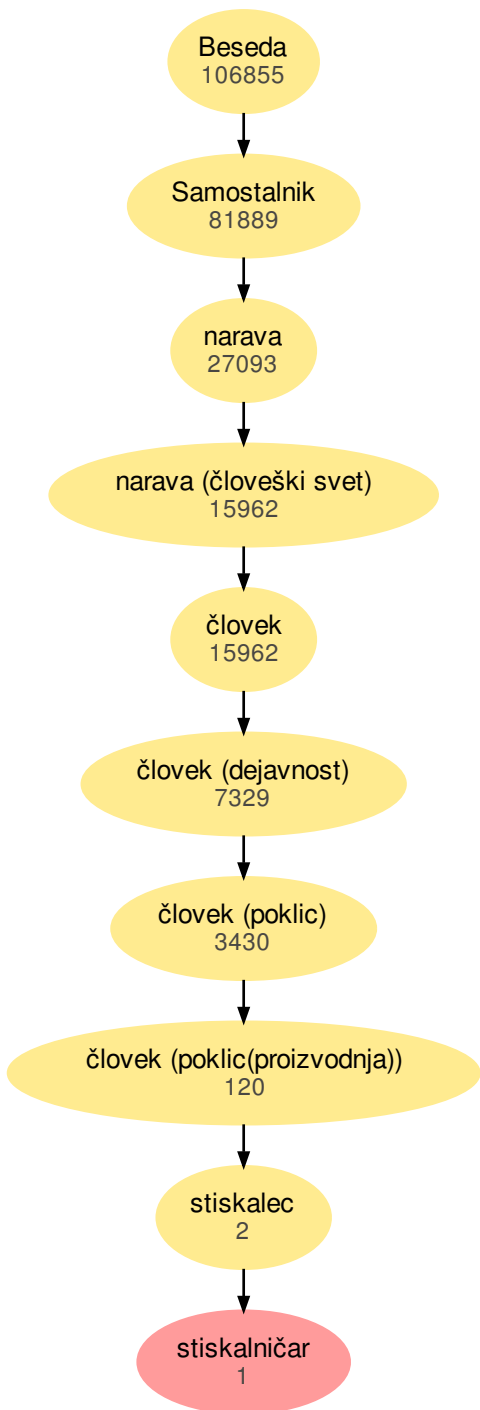 Beseda
106855
Samostalnik
81889
narava
27093
narava (človeški svet)
15962
človek
15962
človek (dejavnost)
7329
človek (poklic)
3430
človek (poklic(proizvodnja))
120
stiskalec
2
stiskalničar
1